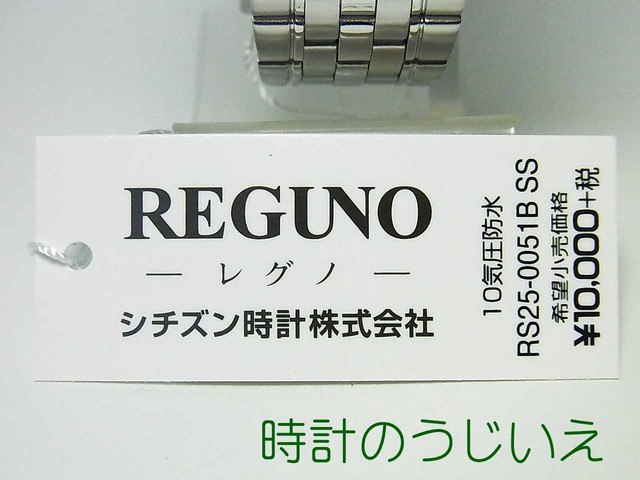 REGUNO
― レグノ ―
シチズン時計株式会社
10気圧防水
RS25-0051B SS
希望小売価格
¥10,000+税
時計のうじいえ